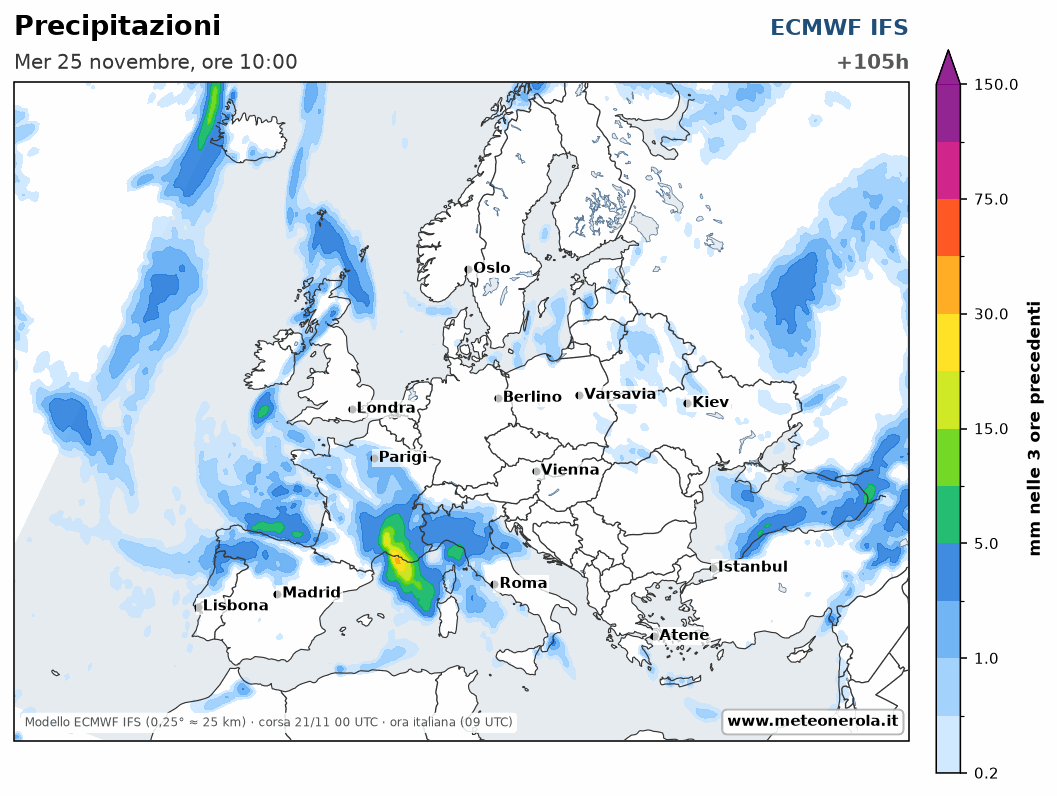 Precipitazioni
ECMWF IFS
Mer 25 novembre, ore 10:00
+105h
150.0
75.0
30.0
15.0
5.0
1.0
0.2
mm nelle 3 ore precedenti
Oslo
Londra
Berlino
Varsavia
Kiev
Parigi
Vienna
Istanbul
Roma
Madrid
Lisbona
Atene
Modello ECMWF IFS (0,25° ≈ 25 km) · corsa 21/11 00 UTC · ora italiana (09 UTC)
www.meteonerola.it